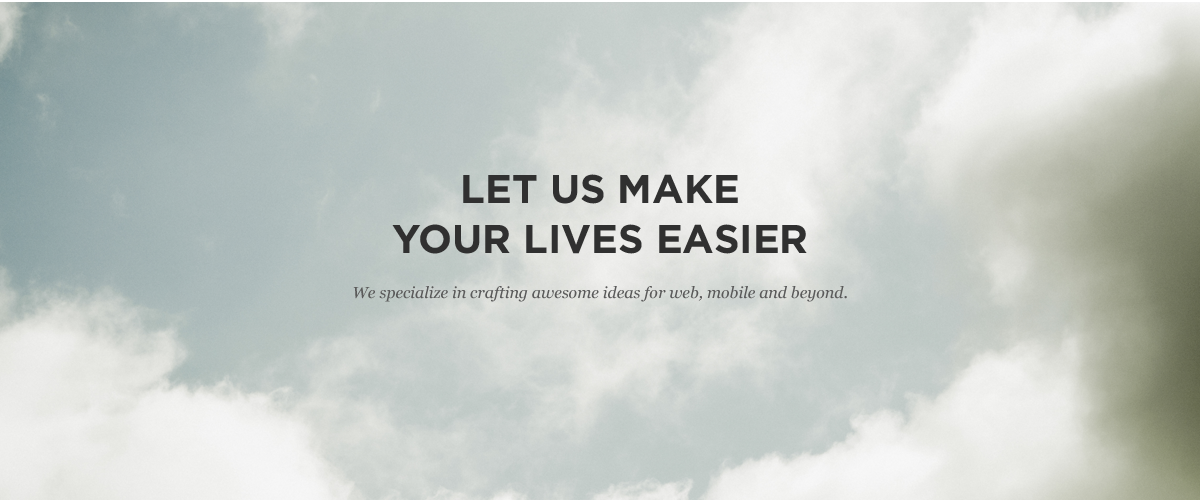 LET US MAKE
YOUR LIVES EASIER
We specialize in crafting awesome ideas for web, mobile and beyond.